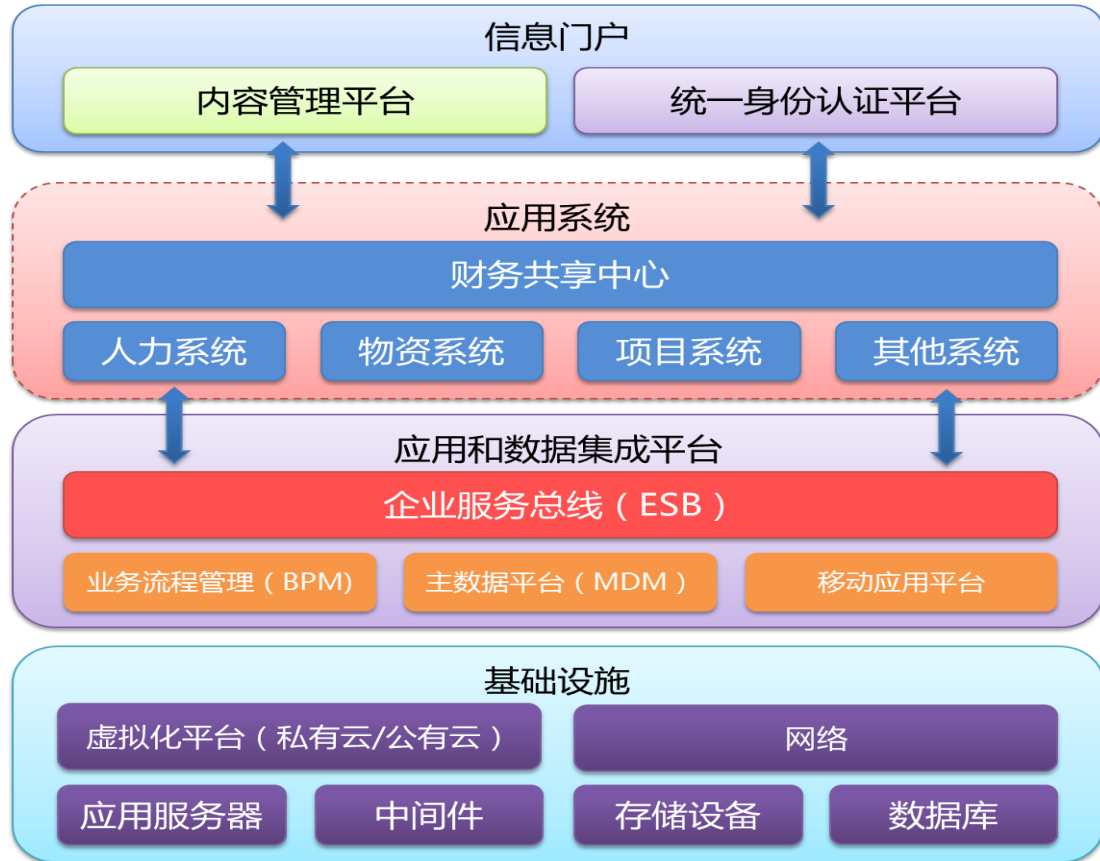 信息门户
内容管理平台
统一身份认证平台
应用系统
财务共享中心
人力系统
物资系统
项目系统
其他系统
应用和数据集成平台
企业服务总线（ESB）
业务流程管理（BPM)
主数据平台（MDM）
移动应用平台
基础设施
虚拟化平台（私有云/公有云）
网络
应用服务器
中间件
存储设备
数据库